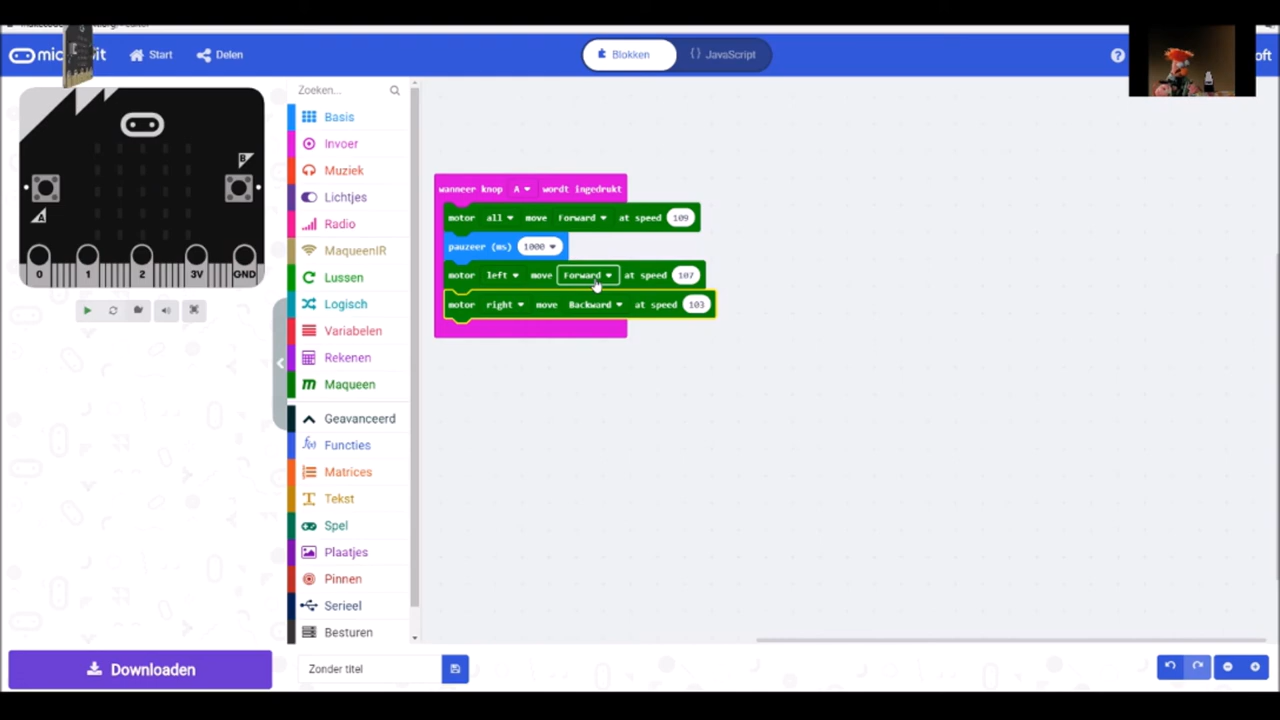 micro:bit
Start
Delen
Blokken
{} JavaScript
?
oft
Zoeken...
Basis
Invoer
Muziek
Lichtjes
Radio
MaqueenIR
Lussen
Logisch
Variabelen
Rekenen
Maqueen
Geavanceerd
Functies
Matrices
Tekst
Spel
Plaatjes
Pinnen
Serieel
Besturen
A
B
0 1 2 3V GND
wanneer knop A wordt ingedrukt
motor all move Forward at speed 109
pauzeer (ms) 1000
motor left move Forward at speed 107
motor right move Backward at speed 103
Downloaden
Zonder titel